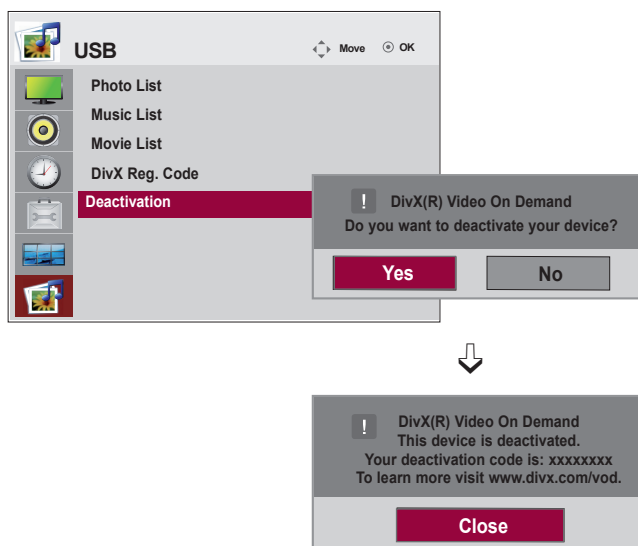 USB
Move OK
Photo List
Music List
Movie List
DivX Reg. Code
Deactivation
! DivX(R) Video On Demand
Do you want to deactivate your device?
Yes No
! DivX(R) Video On Demand
This device is deactivated.
Your deactivation code is: xxxxxxxx
To learn more visit www.divx.com/vod.
Close